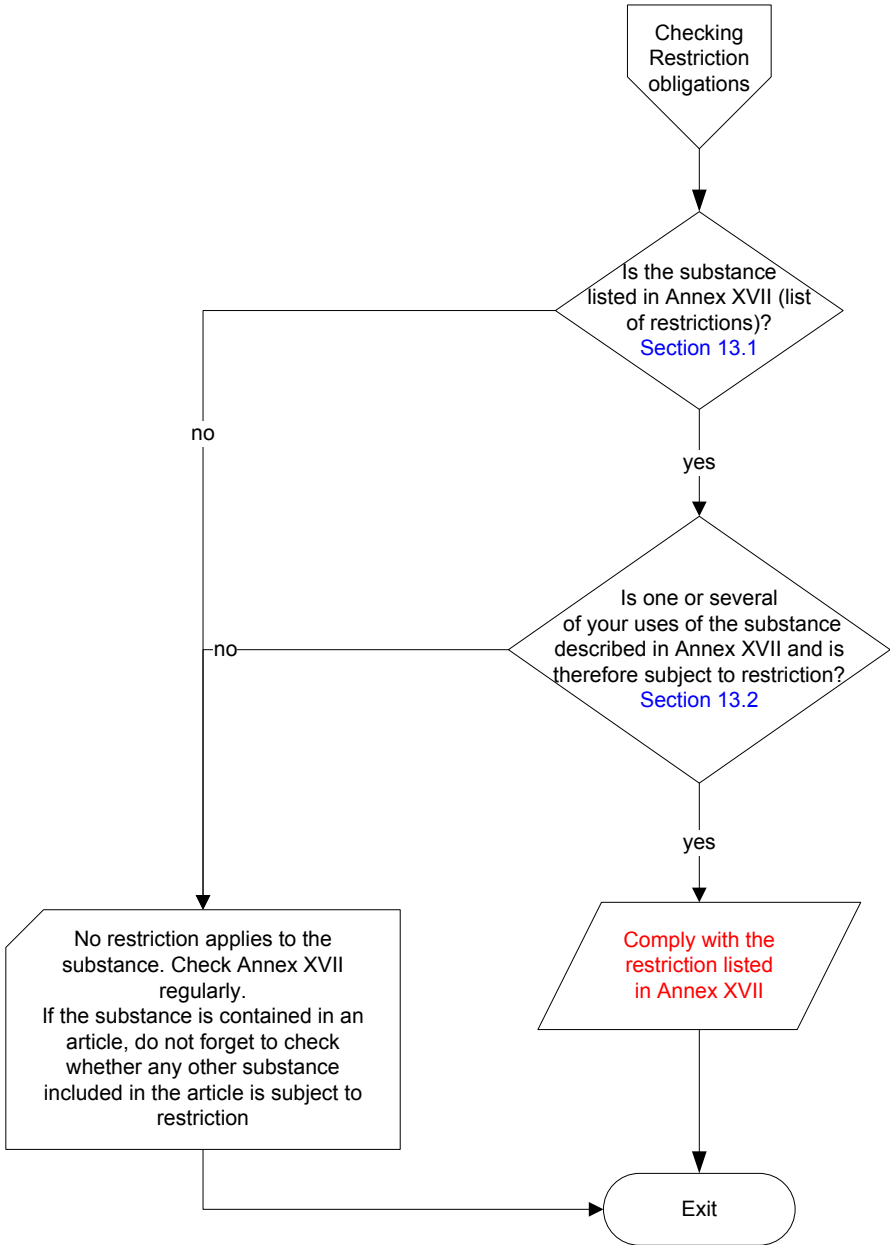 Checking
Restriction
obligations
Is the substance
listed in Annex XVII (list
of restrictions)?
Section 13.1
no
yes
Is one or several
of your uses of the substance
described in Annex XVII and is
therefore subject to restriction?
Section 13.2
no
yes
No restriction applies to the
substance. Check Annex XVII
regularly.
If the substance is contained in an
article, do not forget to check
whether any other substance
included in the article is subject to
restriction
Comply with the
restriction listed
in Annex XVII
Exit